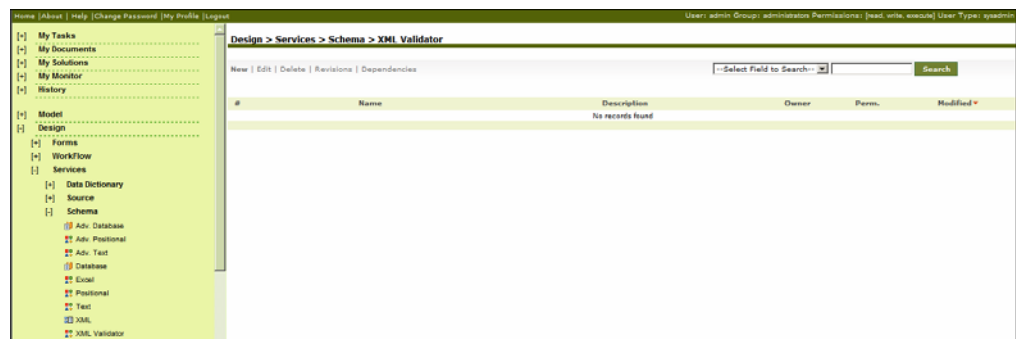 Home |About | Help |Change Password |My Profile |Logout
User: admin Group: administrators Permissions: [read, write, execute] User Type: sysadmin
[+] My Tasks
[+] My Documents
[+] My Solutions
[+] My Monitor
[+] History
[+] Model
[-] Design
[+] Forms
[+] WorkFlow
[-] Services
[+] Data Dictionary
[+] Source
[-] Schema
Adv. Database
Adv. Positional
Adv. Text
Database
Excel
Positional
Text
XML
XML Validator
Design > Services > Schema > XML Validator
New | Edit | Delete | Revisions | Dependencies
--Select Field to Search-- Search
# Name Description Owner Perm. Modified
No records found